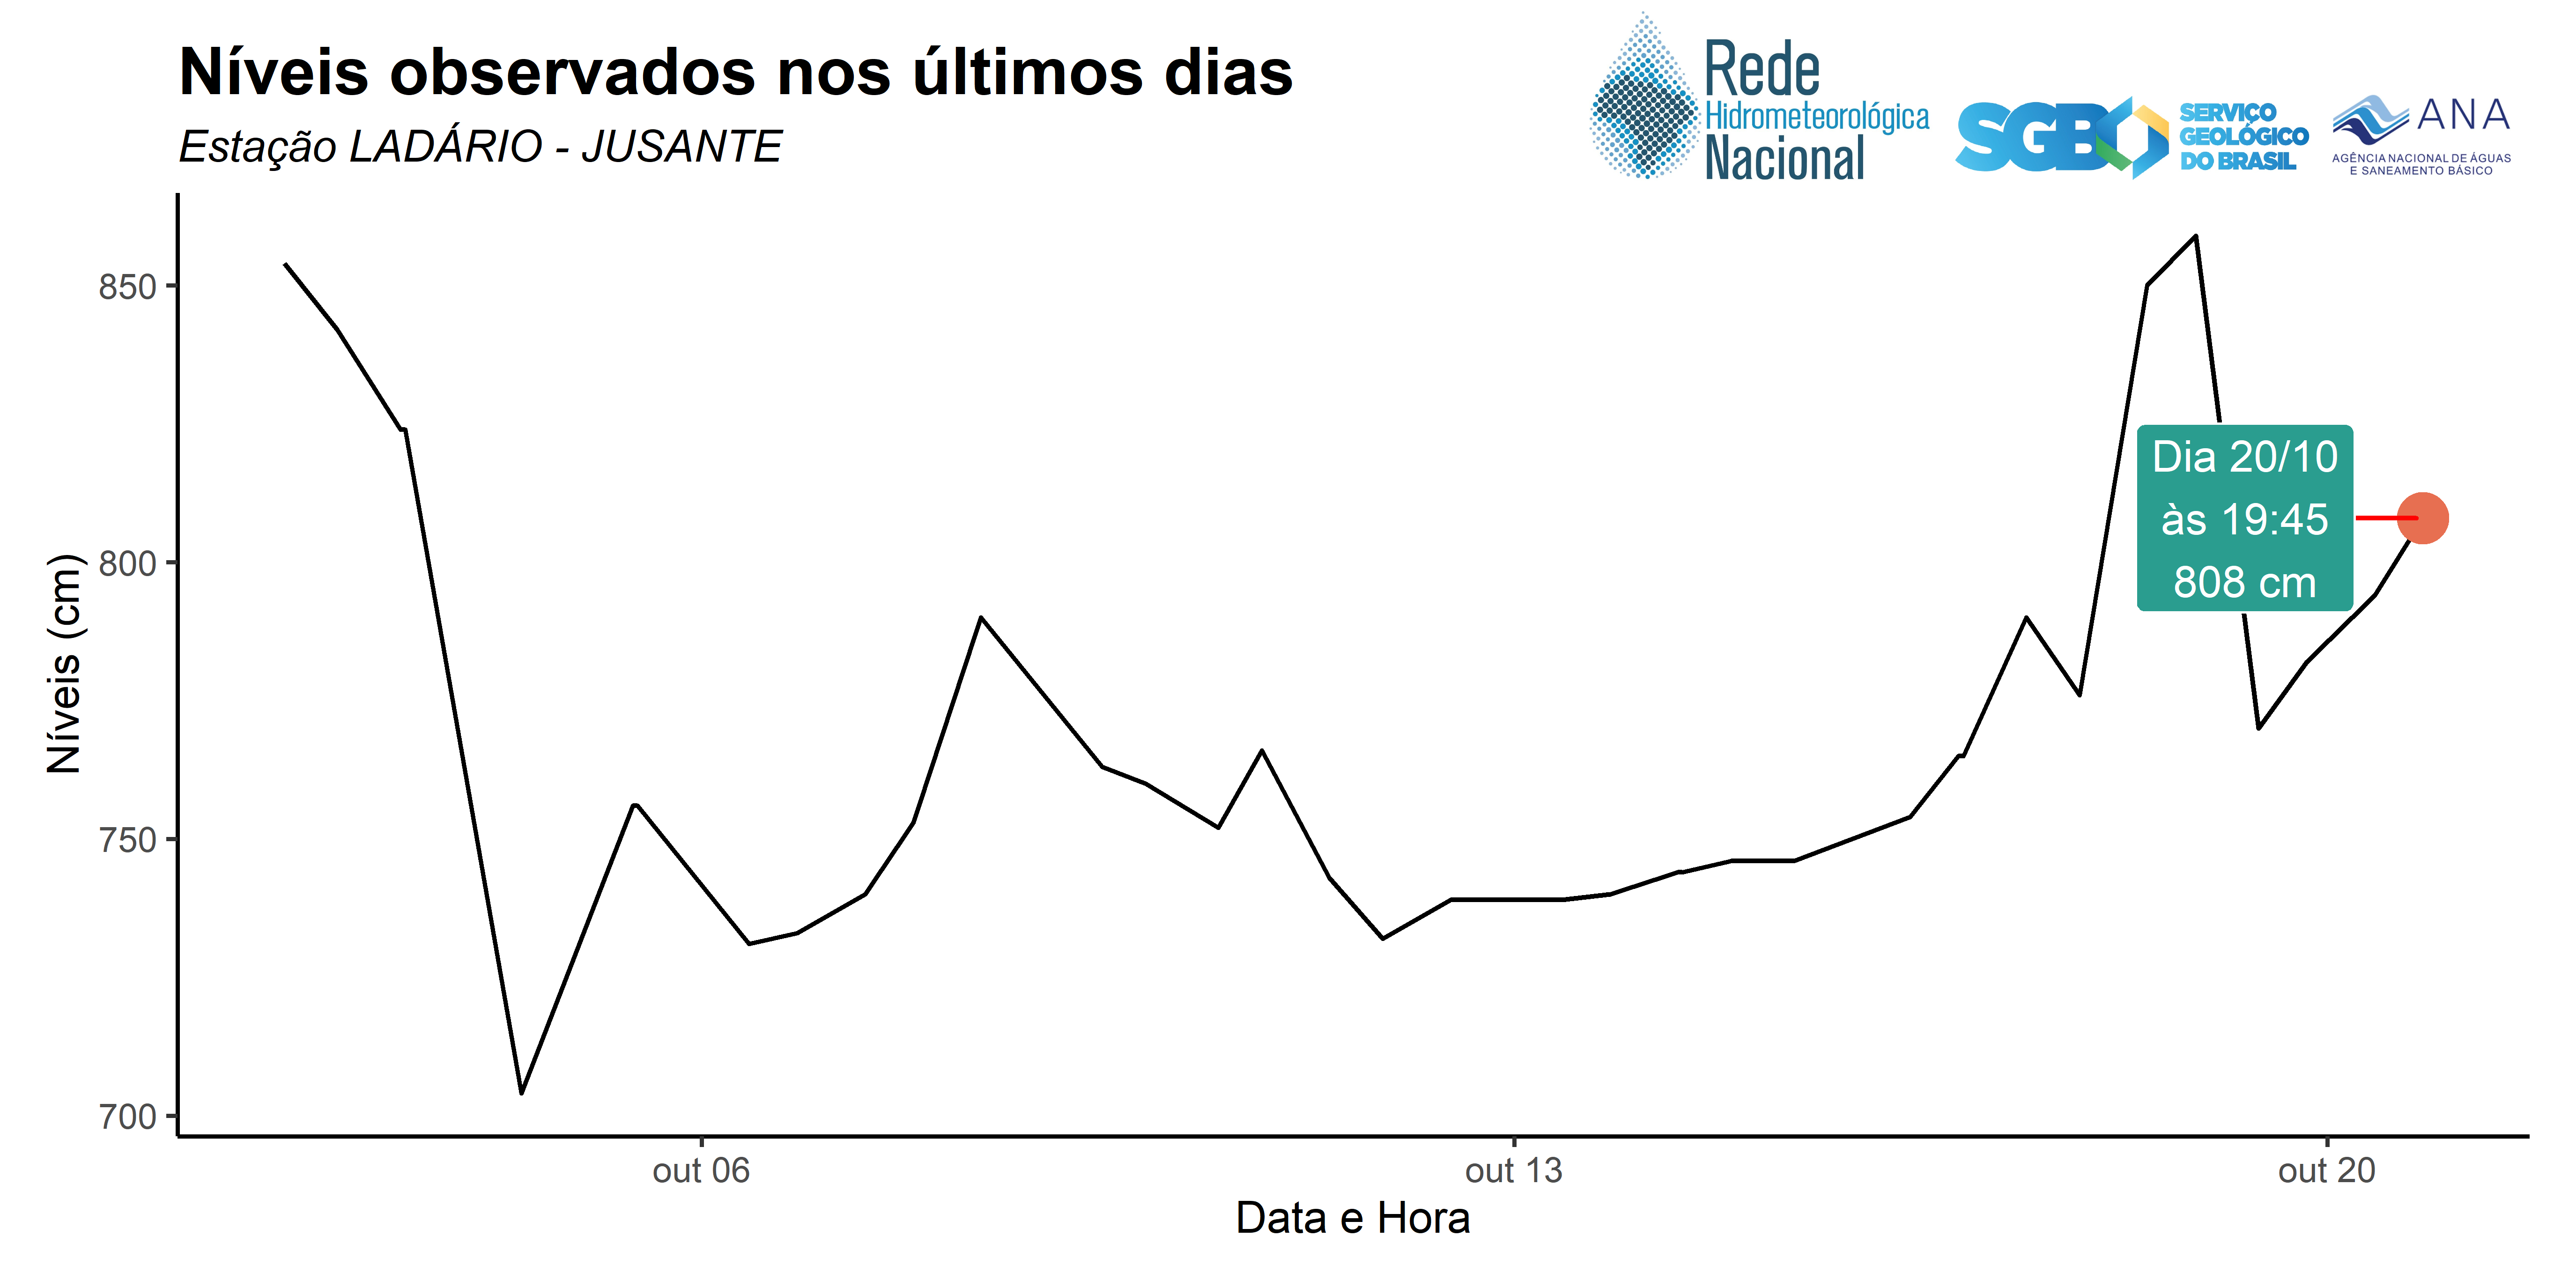 Níveis observados nos últimos dias
Estação LADÁRIO - JUSANTE
Rede
Hidrometeorológica
Nacional
SGB
SERVIÇO
GEOLÓGICO
DO BRASIL
ANA
AGÊNCIA NACIONAL DE ÁGUAS
E SANEAMENTO BÁSICO
Níveis (cm)
850
800
750
700
Dia 20/10
às 19:45
808 cm
out 06
out 13
out 20
Data e Hora